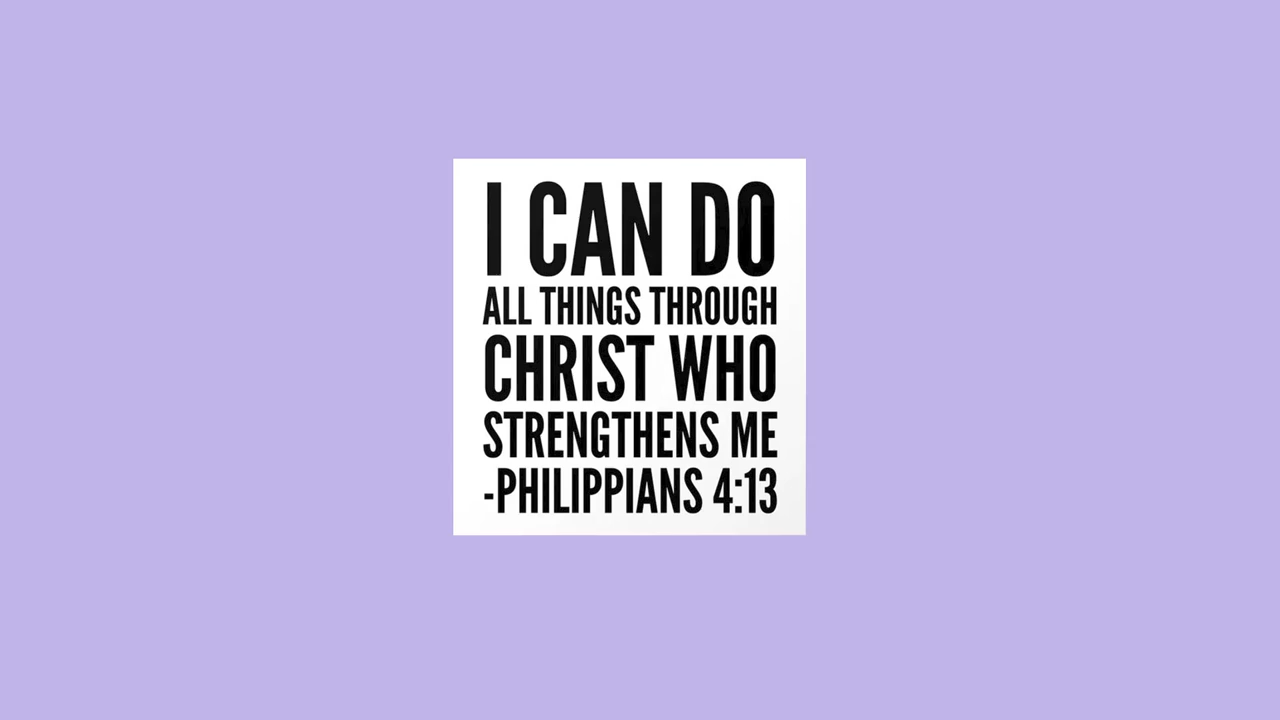 I CAN DO
ALL THINGS THROUGH
CHRIST WHO
STRENGTHENS ME
-PHILIPPIANS 4:13